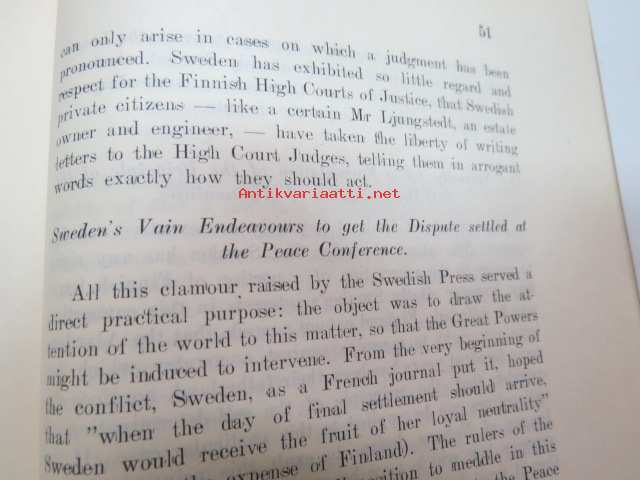 51
can only arise in cases on which a judgment has been
pronounced. Sweden has exhibited so little regard and
respect for the Finnish High Courts of Justice, that Swedish
private citizens — like a certain Mr Ljungstedt, an estate
owner and engineer, — have taken the liberty of writing
letters to the High Court Judges, telling them in arrogant
words exactly how they should act.
Antikvariaatti.net
Sweden's Vain Endeavours to get the Dispute settled at
the Peace Conference.
All this clamour raised by the Swedish Press served a
direct practical purpose: the object was to draw the at-
tention of the world to this matter, so that the Great Powers
might be induced to intervene. From the very beginning of
the conflict, Sweden, as a French journal put it, hoped
that "when the day of final settlement should arrive,
Sweden would receive the fruit of her loyal neutrality"
the expense of Finland). The rulers of the
to meddle in this
the Peace